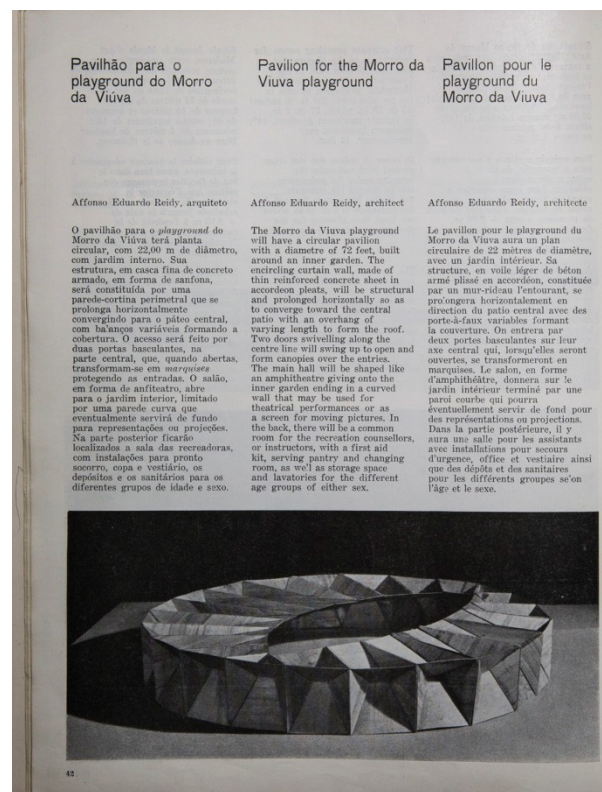 Pavilhão para o
playground do Morro
da Viúva
Affonso Eduardo Reidy, arquiteto
O pavilhão para o playground do
Morro da Viúva terá planta
circular, com 22,00 m de diâmetro,
com jardim interno. Sua
estrutura, em casca fina de concreto
armado, em forma de sanfona,
será constituída por uma
parede-cortina perimetral que se
prolonga horizontalmente
convergindo para o páteo central,
com ba'anços variáveis formando a
cobertura. O acesso será feito por
duas portas basculantes, na
parte central, que, quando abertas,
transformam-se em marquises
protegendo as entradas. O salão,
em forma de anfiteatro, abre
para o jardim interior, limitado
por uma parede curva que
eventualmente servirá de fundo
para representações ou projeções.
Na parte posterior ficarão
localizados a sala das recreadoras,
com instalações para pronto
socorro, copa e vestiário, os
depósitos e os sanitários para os
diferentes grupos de idade e sexo.
Pavilion for the Morro da
Viuva playground
Affonso Eduardo Reidy, architect
The Morro da Viuva playground
will have a circular pavilion
with a diametre of 72 feet, built
around an inner garden. The
encircling curtain wall, made of
thin reinforced concrete sheet in
accordeon pleats, will be structural
and prolonged horizontally so as
to converge toward the central
patio with an overhang of
varying length to form the roof.
Two doors swivelling along the
centre line will swing up to open and
form canopies over the entries.
The main hall will be shaped like
an amphitheatre giving onto the
inner garden ending in a curved
wall that may be used for
theatrical performances or as
a screen for moving pictures. In
the back, there will be a common
room for the recreation counsellors,
or instructors, with a first aid
kit, serving pantry and changing
room, as we'l as storage space
and lavatories for the different
age groups of either sex.
Pavillon pour le
playground du
Morro da Viuva
Affonso Eduardo Reidy, architecte
Le pavillon pour le playground du
Morro da Viuva aura un plan
circulaire de 22 mètres de diamètre,
avec un jardin intérieur. Sa
structure, en voile léger de béton
armé plissé en accordéon, constituée
par un mur-rideau l'entourant, se
pro'ongera horizontalement en
direction du patio central avec des
porte-à-faux variables formant
la couverture. On entrera par
deux portes basculantes sur leur
axe central qui, lorsqu'elles seront
ouvertes, se transformeront en
marquises. Le salon, en forme
d'amphithéâtre, donnera sur le
jardin intérieur terminé par une
paroi courbe qui pourra
éventuellement servir de fond pour
des représentations ou projections.
Dans la partie postérieure, il y
aura une salle pour les assistants
avec installations pour secours
d'urgence, office et vestiaire ainsi
que des dépôts et des sanitaires
pour les différents groupes se'on
l'âge et le sexe.
42